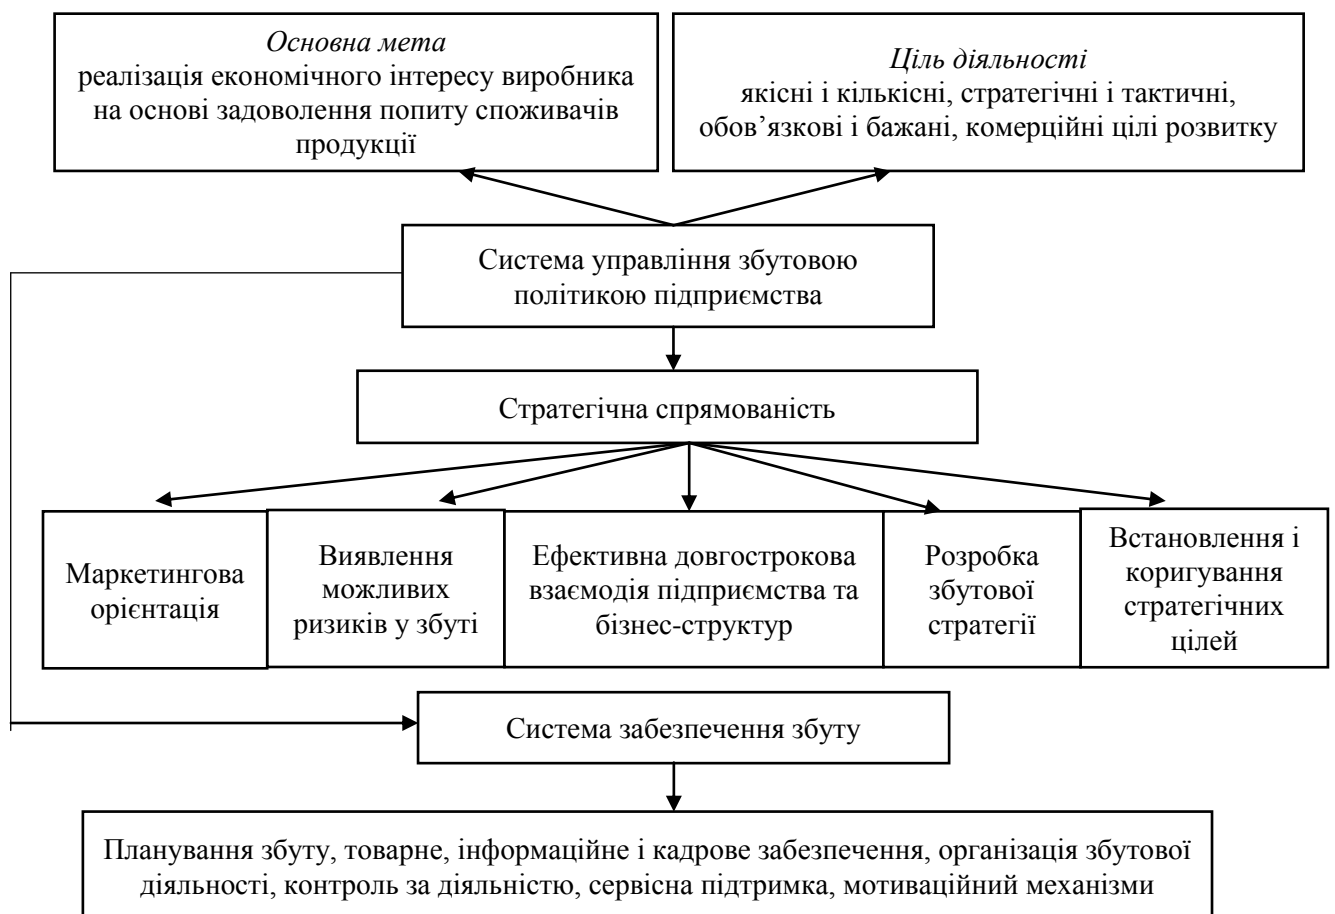 Основна мета
реалізація економічного інтересу виробника
на основі задоволення попиту споживачів
продукції
Ціль діяльності
якісні і кількісні, стратегічні і тактичні,
обов’язкові і бажані, комерційні цілі розвитку
Система управління збутовою
політикою підприємства
Стратегічна спрямованість
Маркетингова
орієнтація
Виявлення
можливих
ризиків у збуті
Ефективна довгострокова
взаємодія підприємства та
бізнес-структур
Розробка
збутової
стратегії
Встановлення і
коригування
стратегічних
цілей
Система забезпечення збуту
Планування збуту, товарне, інформаційне і кадрове забезпечення, організація збутової
діяльності, контроль за діяльністю, сервісна підтримка, мотиваційний механізми